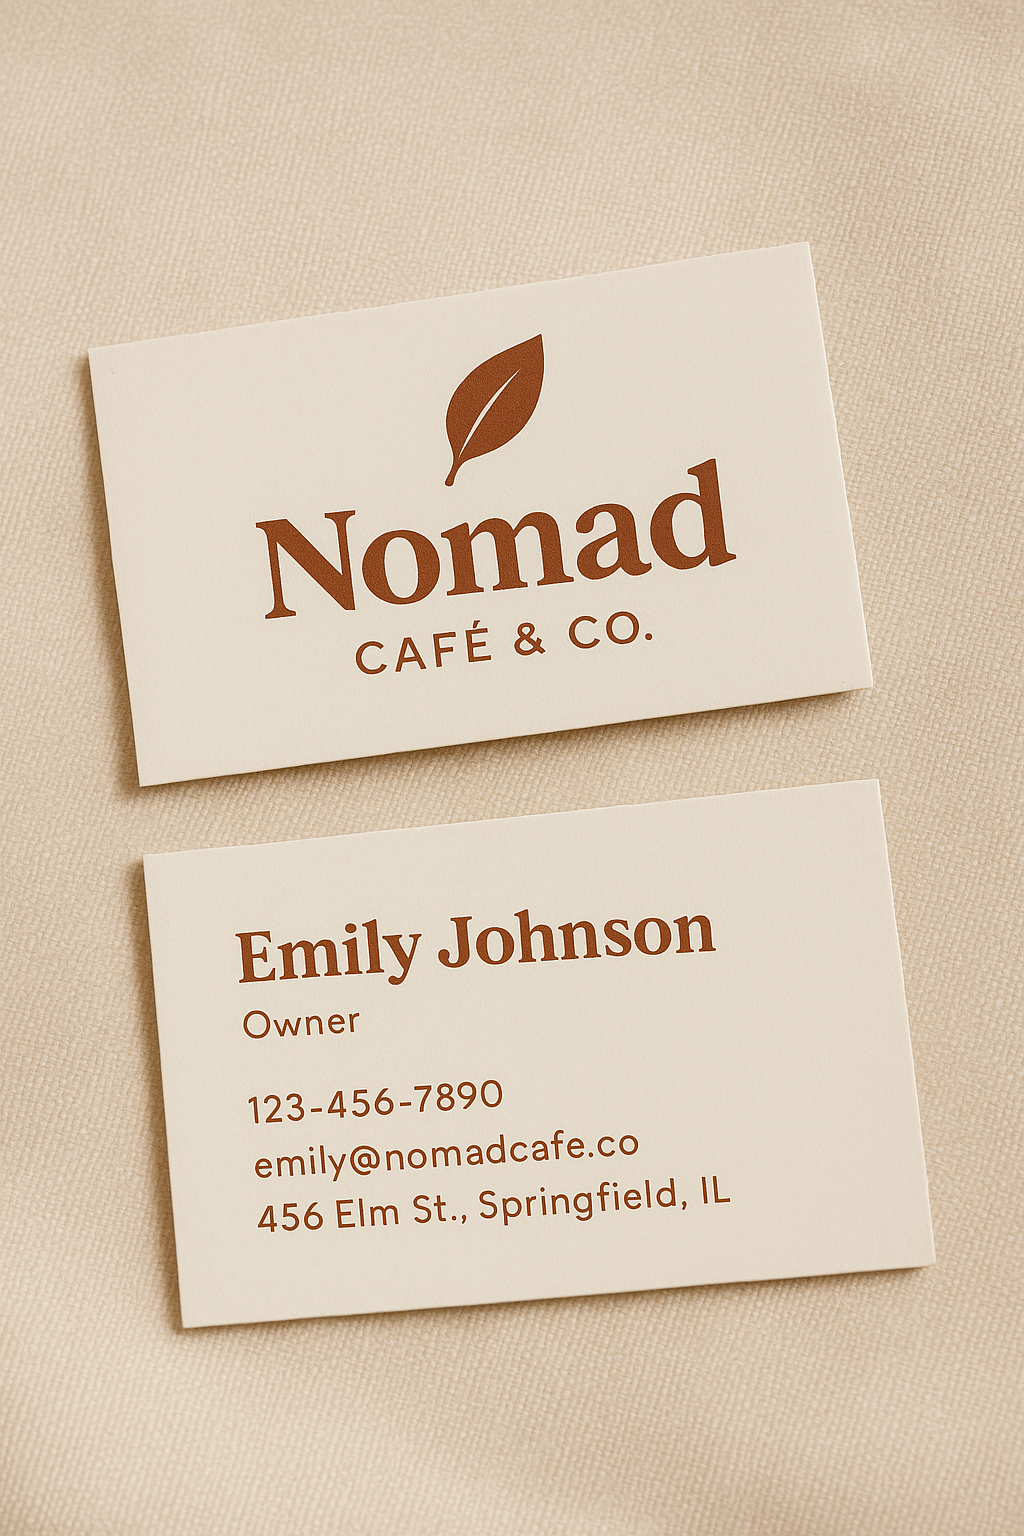 Nomad
CAFÉ & CO.
Emily Johnson
Owner
123-456-7890
emily@nomadcafe.co
456 Elm St., Springfield, IL